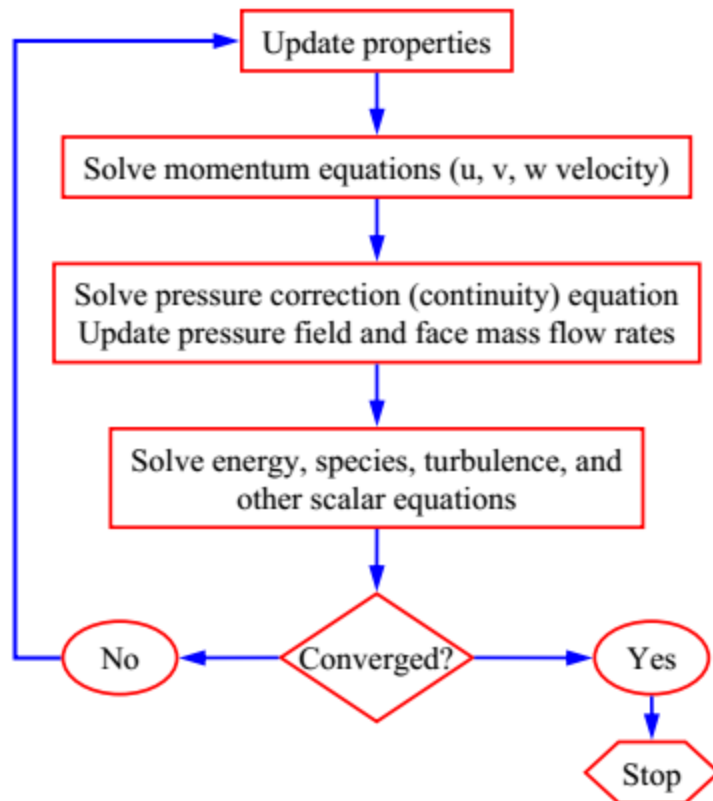 Update properties
Solve momentum equations (u, v, w velocity)
Solve pressure correction (continuity) equation
Update pressure field and face mass flow rates
Solve energy, species, turbulence, and
other scalar equations
Converged?
No
Yes
Stop